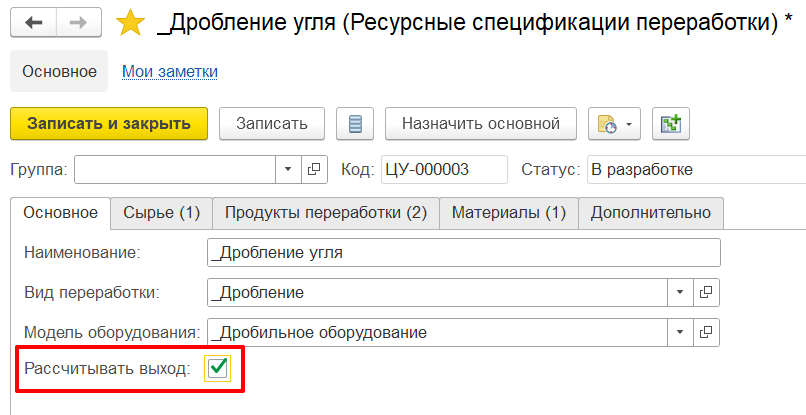 _Дробление угля (Ресурсные спецификации переработки) *
Основное Мои заметки
Записать и закрыть Записать Назначить основной
Группа: Код: ЦУ-000003 Статус: В разработке
Основное Сырье (1) Продукты переработки (2) Материалы (1) Дополнительно
Наименование: _Дробление угля
Вид переработки: _Дробление
Модель оборудования: _Дробильное оборудование
Рассчитывать выход: